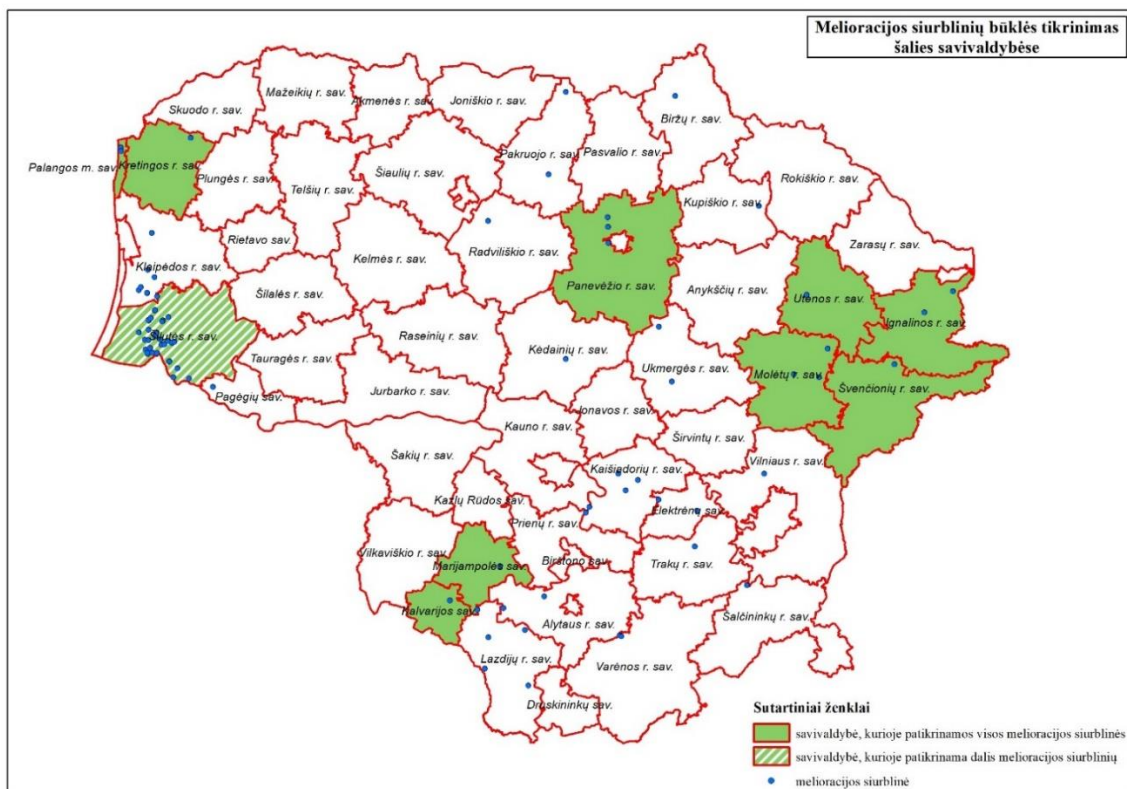 Melioracijos siurblinių būklės tikrinimas
šalies savivaldybėse
Mažeikių r. sav.
Akmenės r. sav.
Joniškio r. sav.
Skuodo r. sav.
Biržų r. sav.
Palangos m. sav.
Kretingos r. sa
Plungės r. sav.
Telšių r. sav.
Šiaulių r. sav.
Pakruojo r. sav.
Pasvalio r. sav.
Rokiškio r. sav.
Kupiškio r. sav.
Rietavo sav.
Radviliškio r. sav.
Zarasų r. sav.
Klaipėdos r. sav.
Kelmės r. sav.
Šilalės r. sav.
Panevėžio r. sav.
Anykščių r. sav.
Utenos r. sav.
Ignalinos r. sav.
Šilutės r. sav.
Raseinių r. sav.
Tauragės r. sav.
Kėdainių r. sav.
Ukmergės r. sav.
Molėtų r. sav.
Švenčionių r. sav.
Pagėgių sav.
Jurbarko r. sav.
Jonavos r. sav.
Kauno r. sav.
Širvintų r. sav.
Šakių r. sav.
Kaišiadorių r. sav.
Vilniaus r. sav.
Kazlų Rūdos sav.
Elektrėnų sav.
Prienų r. sav.
Vilkaviškio r. sav.
Birštono sav.
Marijampolės sav.
Trakų r. sav.
Kalvarijos sav.
Alytaus r. sav.
Šalčininkų r. sav.
Lazdijų r. sav.
Varėnos r. sav.
Druskininkų sav.
Sutartiniai ženklai
savivaldybė, kurioje patikrinamos visos melioracijos siurblinės
savivaldybė, kurioje patikrinama dalis melioracijos siurblinių
melioracijos siurblinė